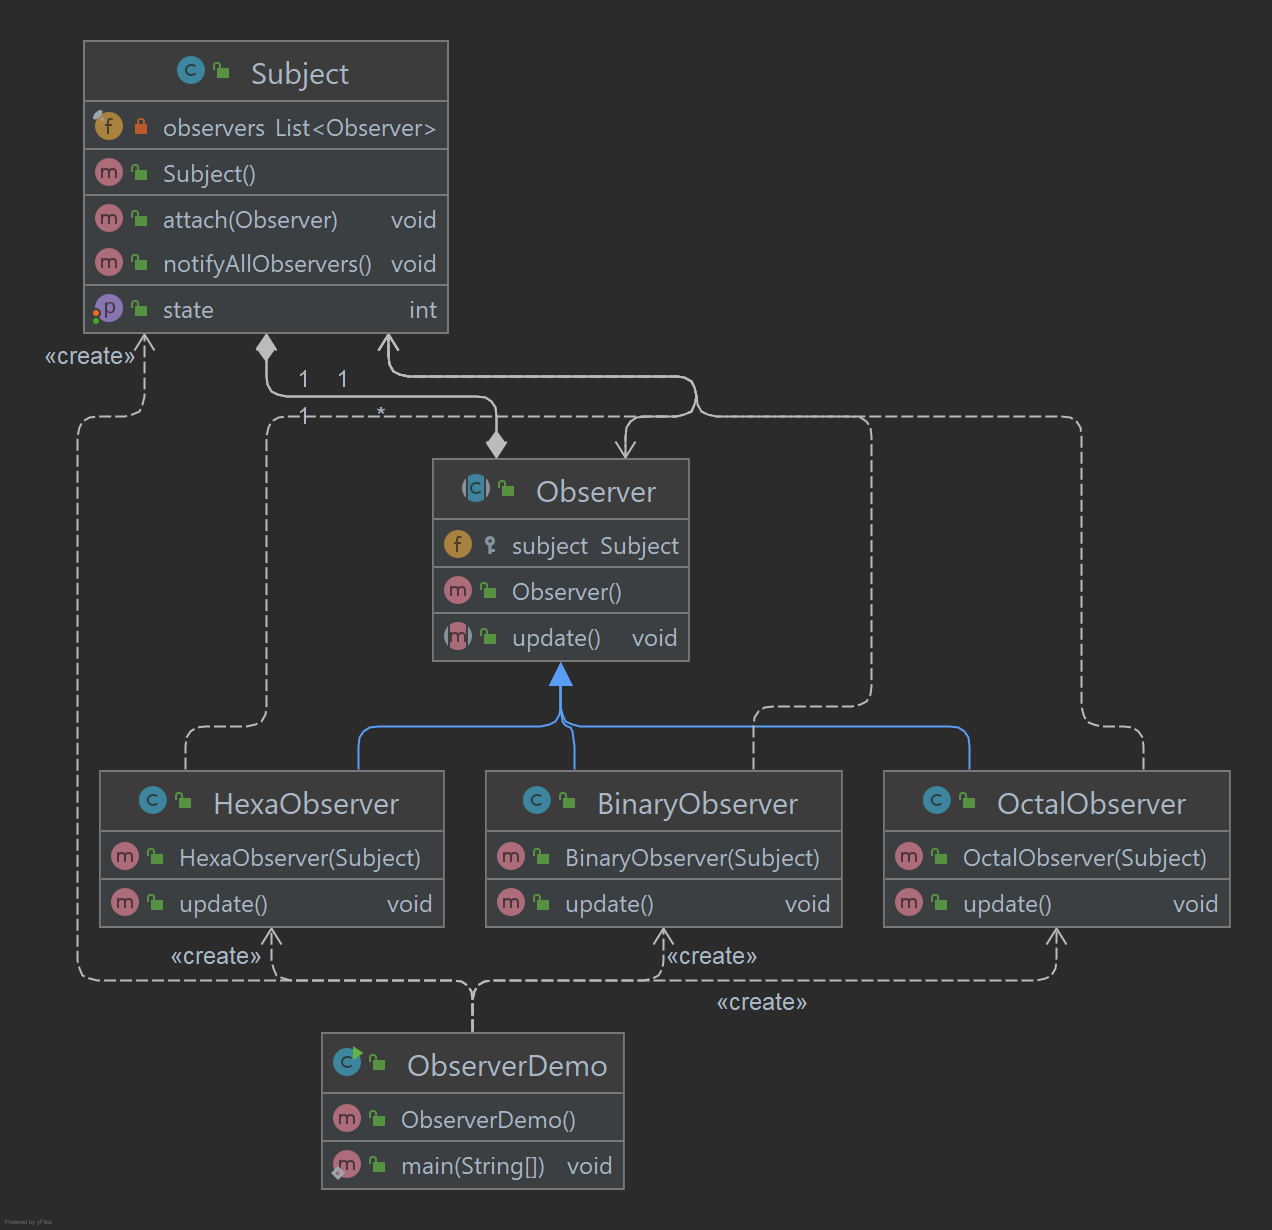 Subject
observers List<Observer>
Subject()
attach(Observer) void
notifyAllObservers() void
state int
«create»
1 1
1 *
Observer
subject Subject
Observer()
update() void
HexaObserver
HexaObserver(Subject)
update() void
BinaryObserver
BinaryObserver(Subject)
update() void
OctalObserver
OctalObserver(Subject)
update() void
«create»
«create»
«create»
ObserverDemo
ObserverDemo()
main(String[]) void
Powered by yFiles